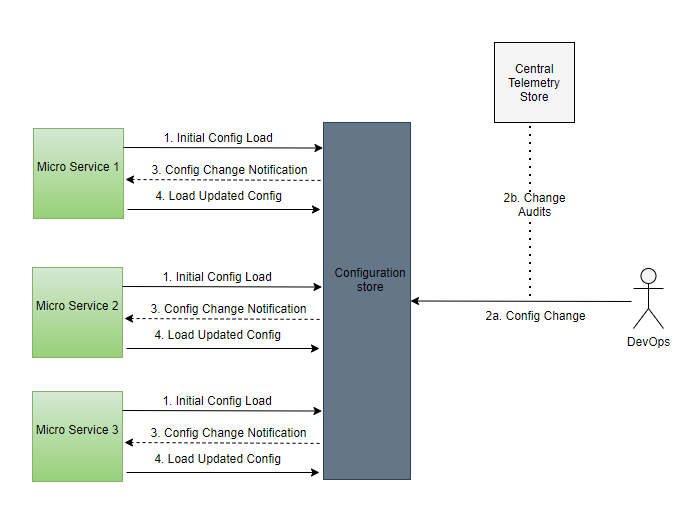 Central
Telemetry
Store
Micro Service 1
1. Initial Config Load
3. Config Change Notification
4. Load Updated Config
2b. Change
Audits
Micro Service 2
1. Initial Config Load
3. Config Change Notification
4. Load Updated Config
Configuration
store
2a. Config Change
DevOps
Micro Service 3
1. Initial Config Load
3. Config Change Notification
4. Load Updated Config